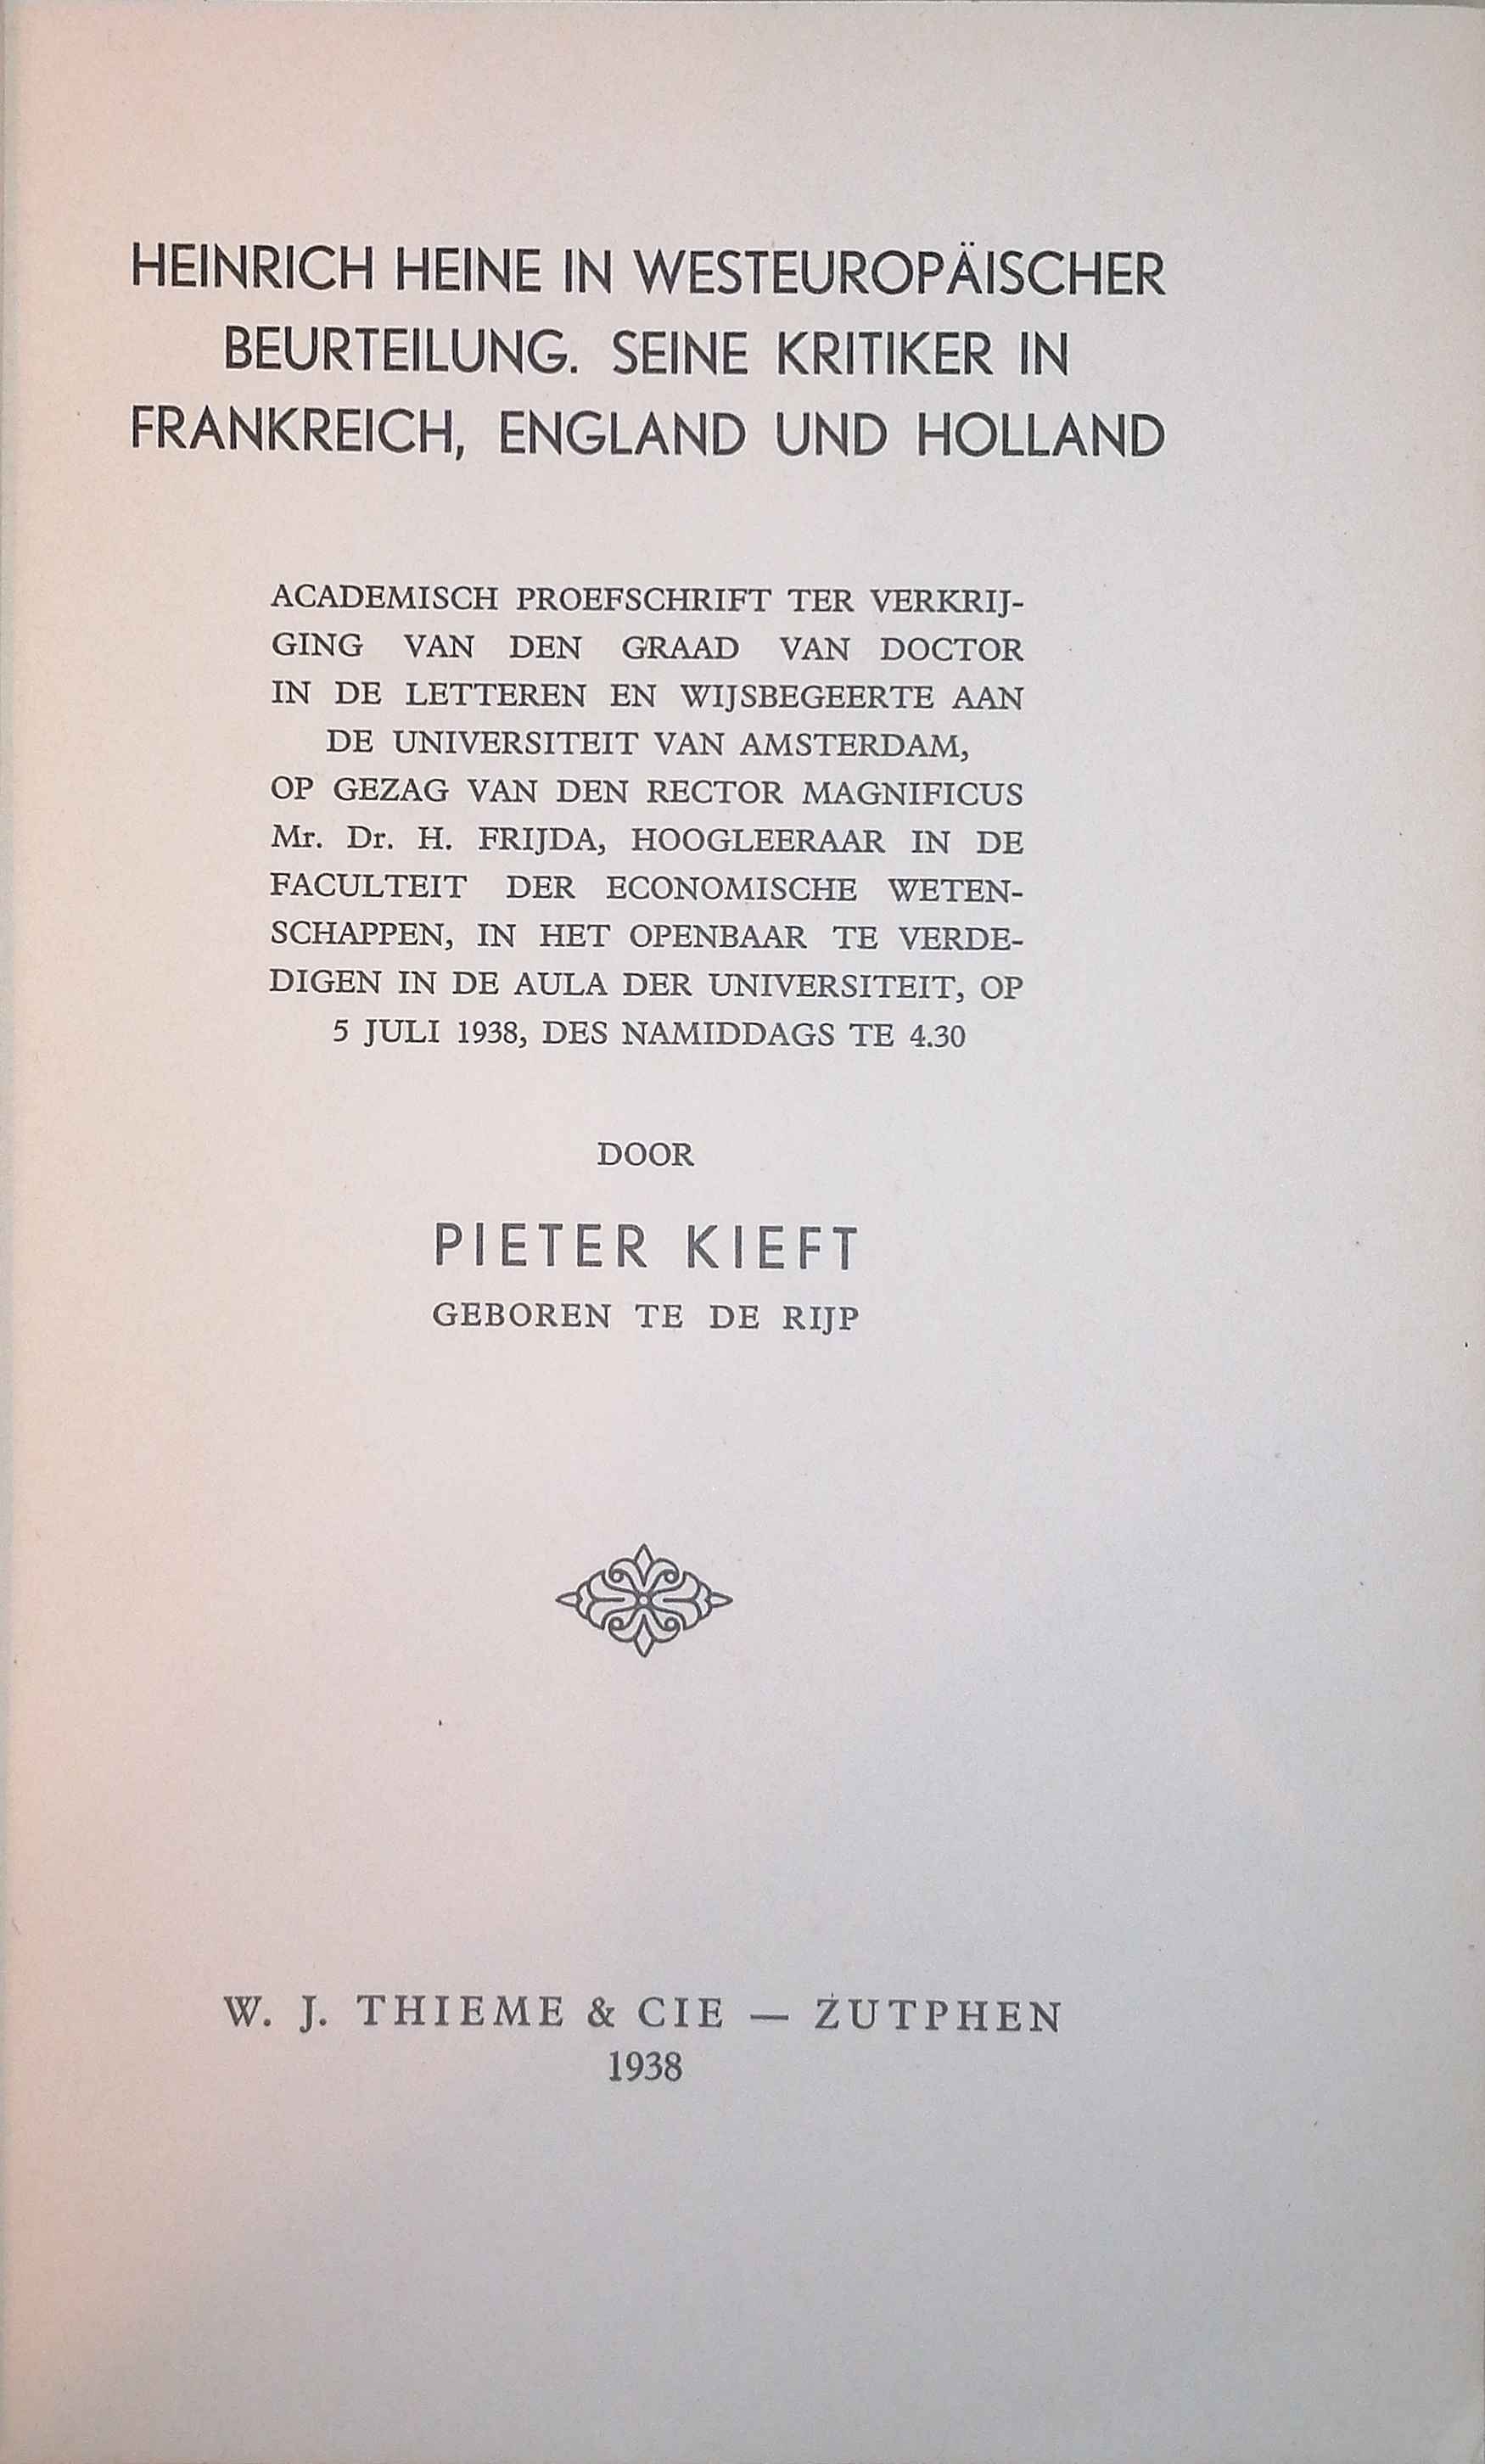 HEINRICH HEINE IN WESTEUROPÄISCHER
BEURTEILUNG. SEINE KRITIKER IN
FRANKREICH, ENGLAND UND HOLLAND
ACADEMISCH PROEFSCHRIFT TER VERKRIJ-
GING VAN DEN GRAAD VAN DOCTOR
IN DE LETTEREN EN WIJSBEGEERTE AAN
DE UNIVERSITEIT VAN AMSTERDAM,
OP GEZAG VAN DEN RECTOR MAGNIFICUS
Mr. Dr. H. FRIJDA, HOOGLEERAAR IN DE
FACULTEIT DER ECONOMISCHE WETEN-
SCHAPPEN, IN HET OPENBAAR TE VERDE-
DIGEN IN DE AULA DER UNIVERSITEIT, OP
5 JULI 1938, DES NAMIDDAGS TE 4.30
DOOR
PIETER KIEFT
GEBOREN TE DE RIJP
W. J. THIEME & CIE — ZUTPHEN
1938